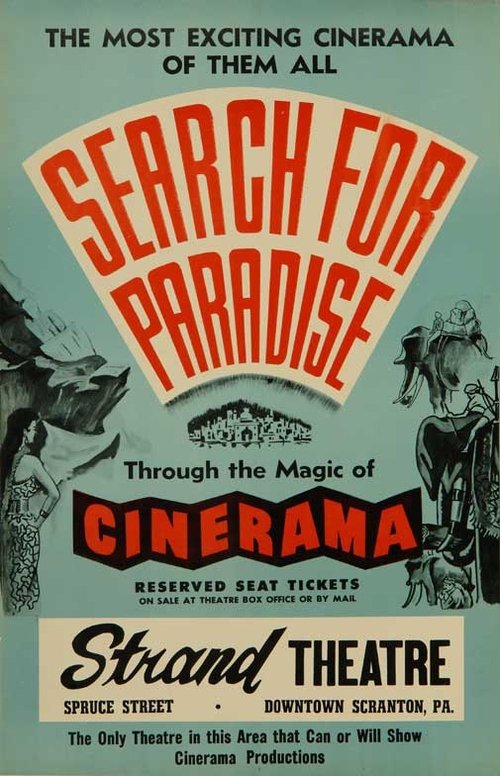 THE MOST EXCITING CINERAMA
OF THEM ALL
SEARCH FOR
PARADISE
Through the Magic of
CINERAMA
RESERVED SEAT TICKETS
ON SALE AT THEATRE BOX OFFICE OR BY MAIL
Strand THEATRE
SPRUCE STREET • DOWNTOWN SCRANTON, PA.
The Only Theatre in this Area that Can or Will Show
Cinerama Productions